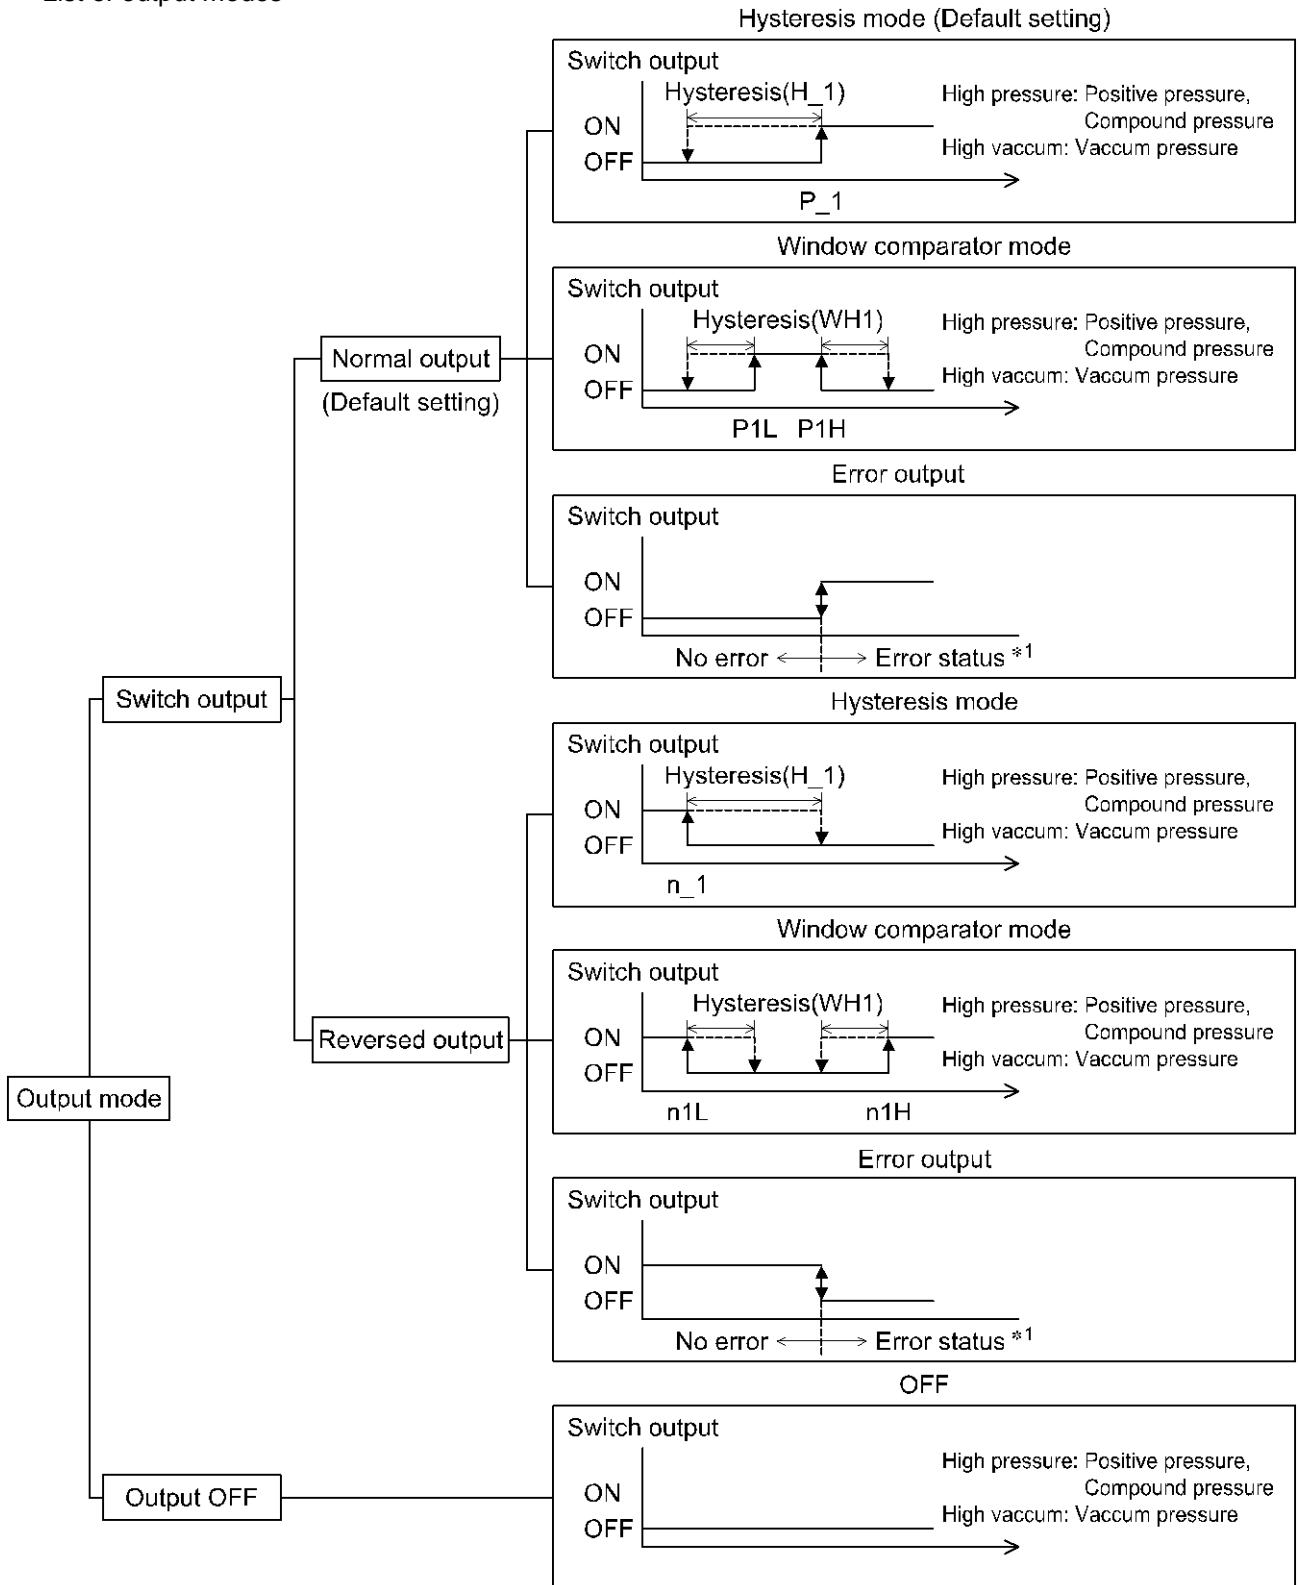 List of output modes
Hysteresis mode (Default setting)
Switch output
Hysteresis(H_1)
ON
OFF
P_1
High pressure: Positive pressure,
Compound pressure
High vaccum: Vaccum pressure
Window comparator mode
Switch output
Hysteresis(WH1)
ON
OFF
P1L P1H
High pressure: Positive pressure,
Compound pressure
High vaccum: Vaccum pressure
Normal output
(Default setting)
Error output
Switch output
ON
OFF
No error Error status *1
Switch output
Hysteresis mode
Switch output
Hysteresis(H_1)
ON
OFF
n_1
High pressure: Positive pressure,
Compound pressure
High vaccum: Vaccum pressure
Window comparator mode
Switch output
Hysteresis(WH1)
ON
OFF
n1L n1H
High pressure: Positive pressure,
Compound pressure
High vaccum: Vaccum pressure
Reversed output
Output mode
Error output
Switch output
ON
OFF
No error Error status *1
OFF
Switch output
ON
OFF
High pressure: Positive pressure,
Compound pressure
High vaccum: Vaccum pressure
Output OFF